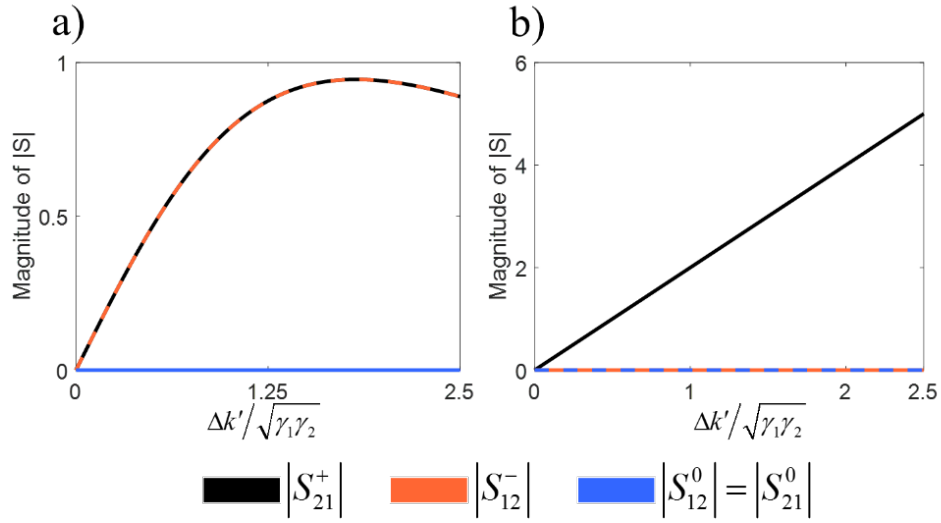 a)
b)
Magnitude of |S|
1
0.5
0
0
1.25
2.5
Δk′/√γ₁γ₂
Magnitude of |S|
6
4
2
0
0
1
2
2.5
Δk′/√γ₁γ₂
|S₂₁⁺| |S₁₂⁻| |S₁₂⁰| = |S₂₁⁰|